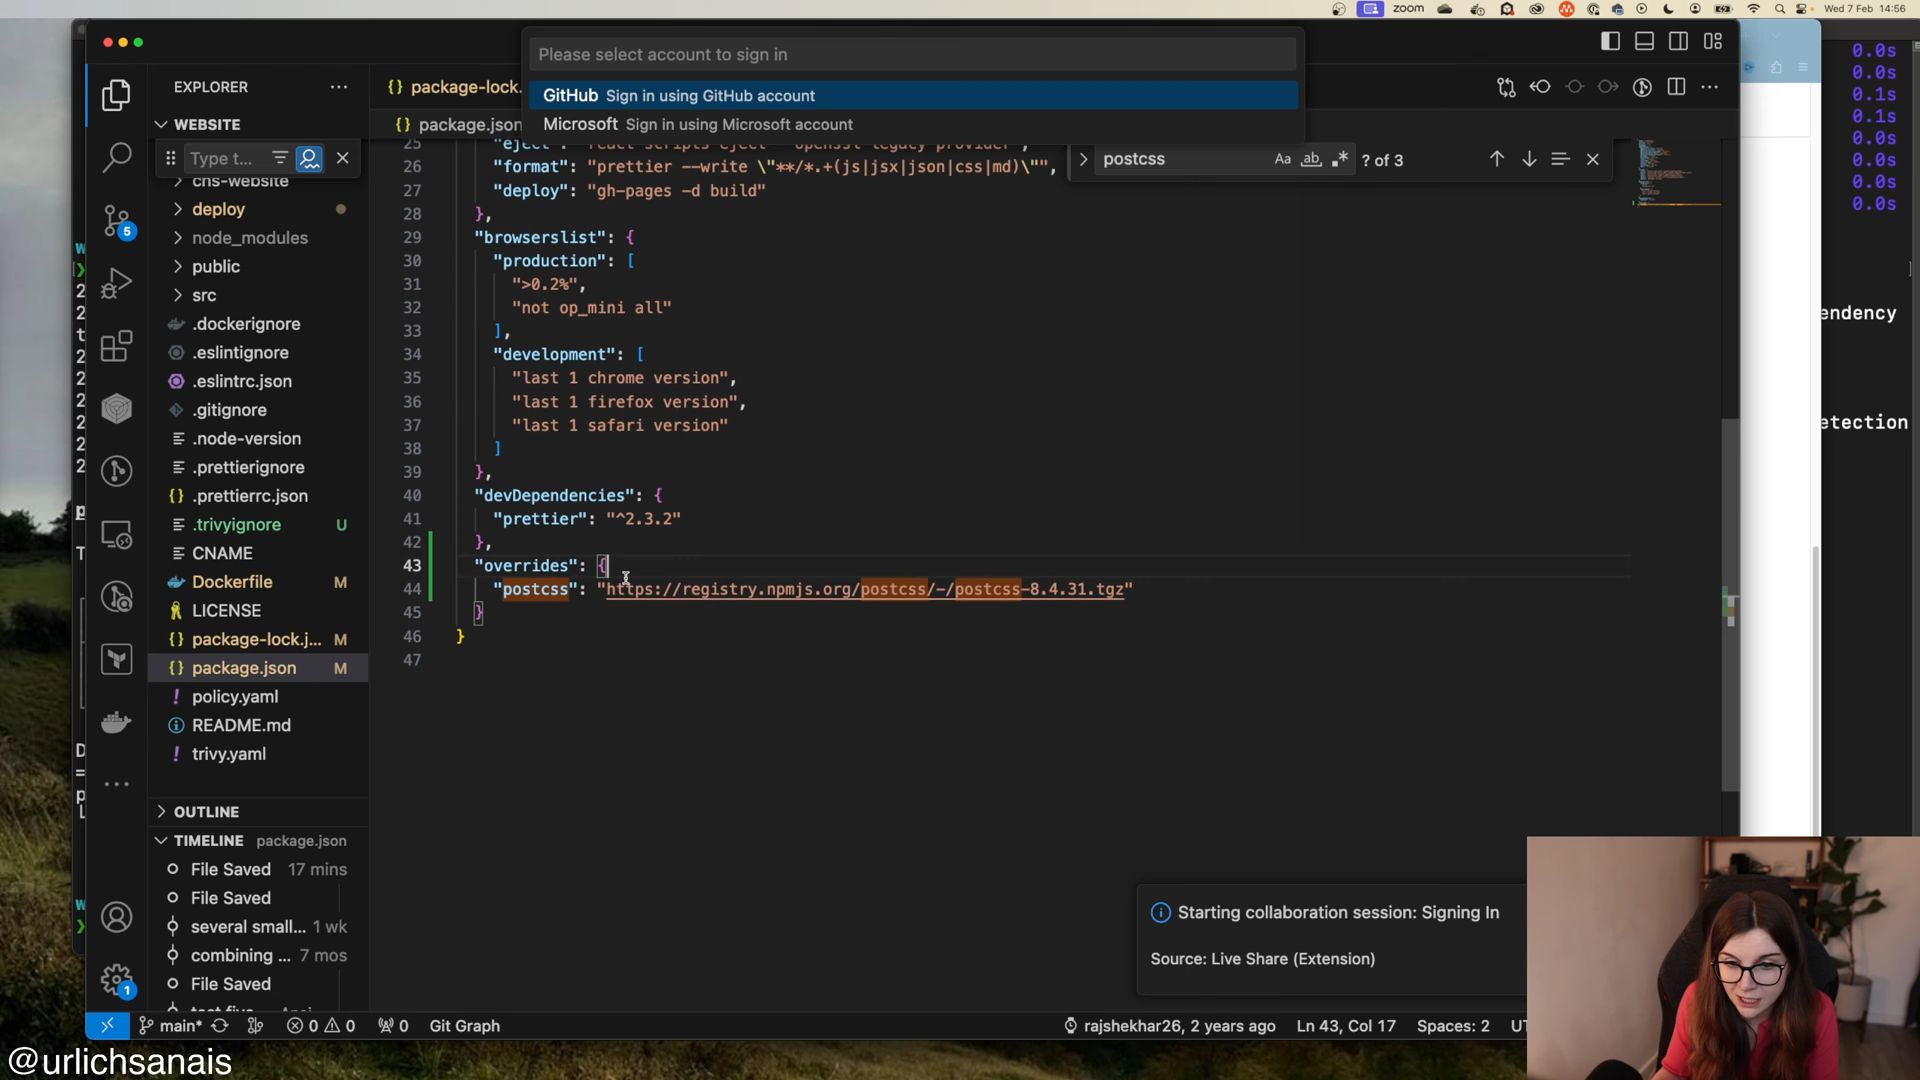 zoom
Wed 7 Feb 14:56
Please select account to sign in
GitHub Sign in using GitHub account
Microsoft Sign in using Microsoft account
EXPLORER
package-lock.
WEBSITE
package.json
Type t...
postcss
Aa
ab
? of 3
cns-website
deploy
node_modules
public
src
.dockerignore
.eslintignore
.eslintrc.json
.gitignore
.node-version
.prettierignore
.prettierrc.json
.trivyignore U
CNAME
Dockerfile M
LICENSE
package-lock.j... M
package.json M
policy.yaml
README.md
trivy.yaml
OUTLINE
TIMELINE package.json
File Saved 17 mins
File Saved
several small... 1 wk
combining ... 7 mos
File Saved
5
1
26 "format": "prettier --write \"**/*.+(js|jsx|json|css|md)\"",
27 "deploy": "gh-pages -d build"
28 },
29 "browserslist": {
30 "production": [
31 ">0.2%",
32 "not op_mini all"
33 ],
34 "development": [
35 "last 1 chrome version",
36 "last 1 firefox version",
37 "last 1 safari version"
38 ]
39 },
40 "devDependencies": {
41 "prettier": "^2.3.2"
42 },
43 "overrides": {
44 "postcss": "https://registry.npmjs.org/postcss/-/postcss-8.4.31.tgz"
45 }
46 }
47
0.0s
0.0s
0.1s
0.1s
0.0s
0.0s
0.0s
0.0s
endency
etection
Starting collaboration session: Signing In
Source: Live Share (Extension)
main* 0 0 0 Git Graph
rajshekhar26, 2 years ago Ln 43, Col 17 Spaces: 2
@urlichsanais